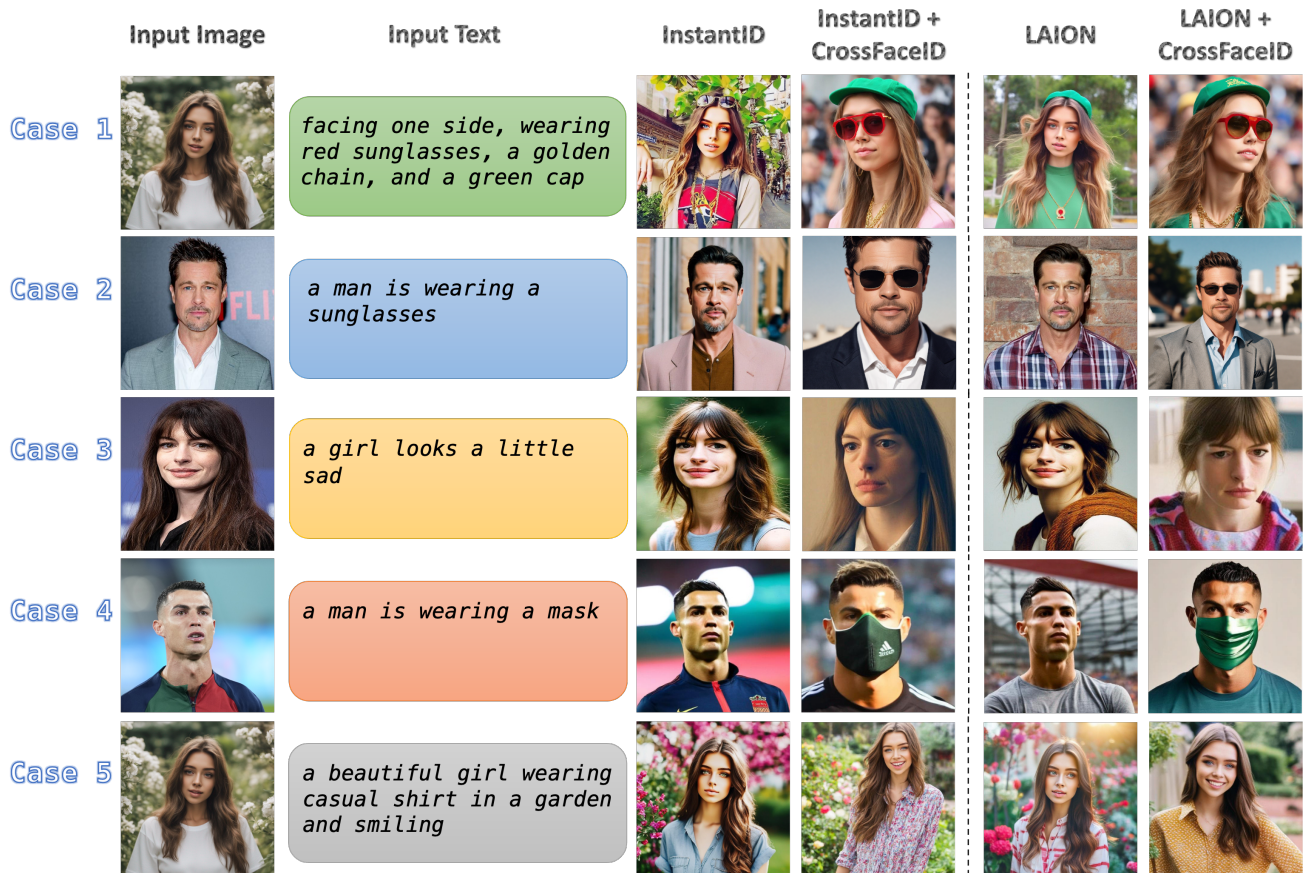 Input Image
Input Text
InstantID
InstantID +
CrossFaceID
LAION
LAION +
CrossFaceID
Case 1
facing one side, wearing
red sunglasses, a golden
chain, and a green cap
Case 2
a man is wearing a
sunglasses
Case 3
a girl looks a little
sad
Case 4
a man is wearing a mask
Case 5
a beautiful girl wearing
casual shirt in a garden
and smiling